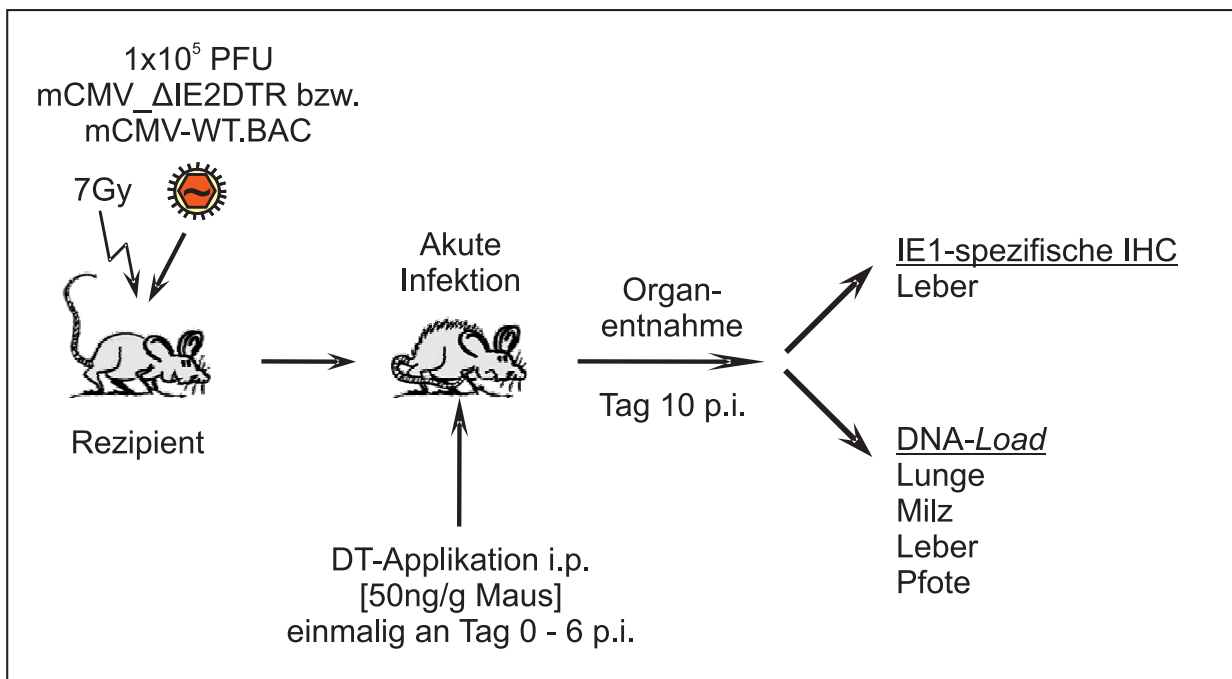 1x10⁵ PFU
mCMV_ΔIE2DTR bzw.
mCMV-WT.BAC
7Gy
Rezipient
Akute
Infektion
DT-Applikation i.p.
[50ng/g Maus]
einmalig an Tag 0 - 6 p.i.
Organ-
entnahme
Tag 10 p.i.
IE1-spezifische IHC
Leber
DNA-Load
Lunge
Milz
Leber
Pfote